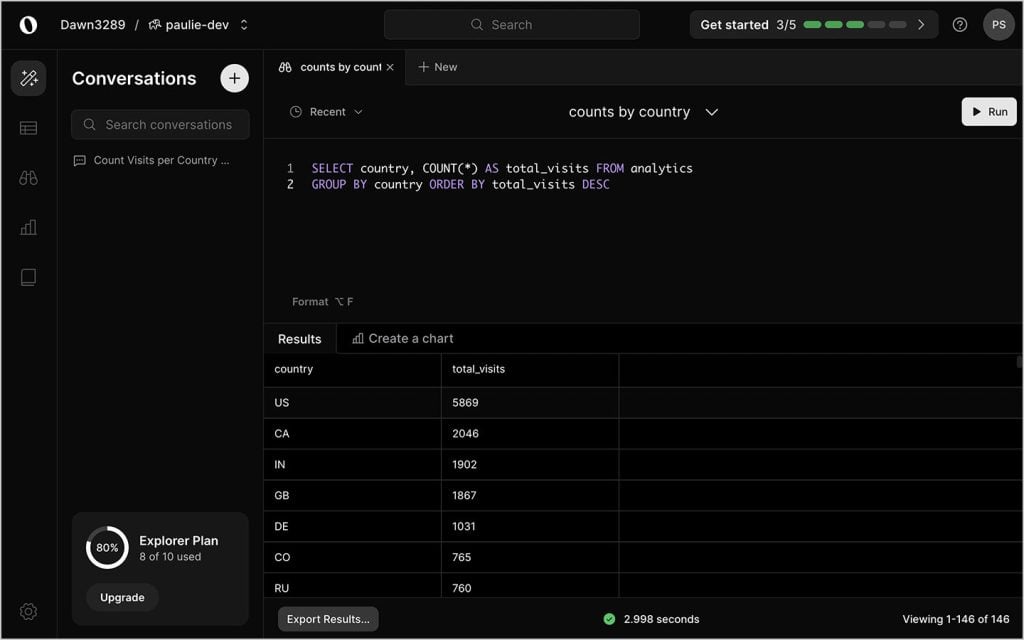 Dawn3289 / paulie-dev
Search
Get started 3/5
PS
Conversations
Search conversations
Count Visits per Country ...
80%
Explorer Plan
8 of 10 used
Upgrade
counts by count
New
Recent
counts by country
Run
1 SELECT country, COUNT(*) AS total_visits FROM analytics
2 GROUP BY country ORDER BY total_visits DESC
Format ⌥ F
Results
Create a chart
country total_visits
US 5869
CA 2046
IN 1902
GB 1867
DE 1031
CO 765
RU 760
Export Results...
2.998 seconds
Viewing 1-146 of 146